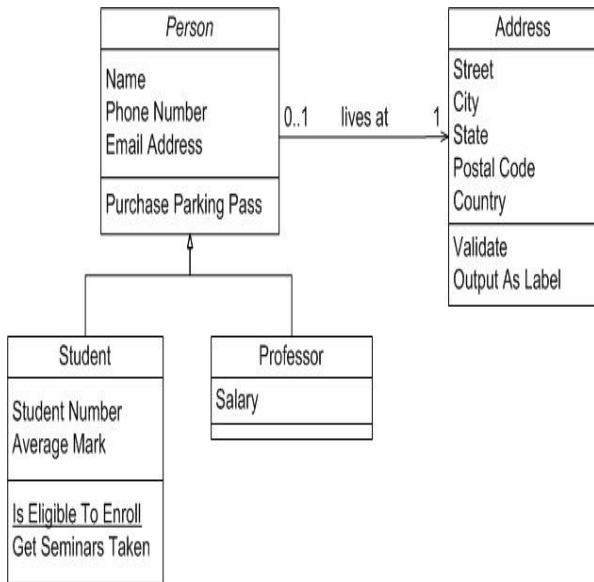 Person
Name
Phone Number
Email Address
Purchase Parking Pass
0..1 lives at 1
Address
Street
City
State
Postal Code
Country
Validate
Output As Label
Student
Student Number
Average Mark
Is Eligible To Enroll
Get Seminars Taken
Professor
Salary